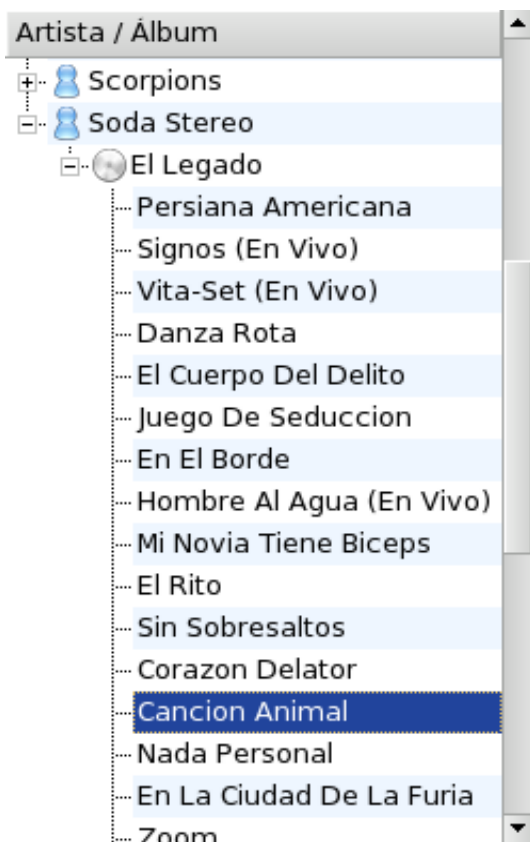 Artista / Álbum
Scorpions
Soda Stereo
El Legado
Persiana Americana
Signos (En Vivo)
Vita-Set (En Vivo)
Danza Rota
El Cuerpo Del Delito
Juego De Seduccion
En El Borde
Hombre Al Agua (En Vivo)
Mi Novia Tiene Biceps
El Rito
Sin Sobresaltos
Corazon Delator
Cancion Animal
Nada Personal
En La Ciudad De La Furia
Zoom